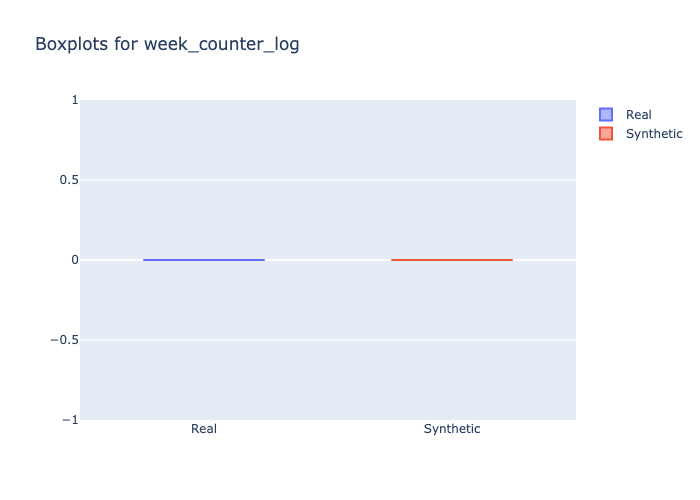 Boxplots for week_counter_log
1
0.5
0
−0.5
−1
Real
Synthetic
Real
Synthetic